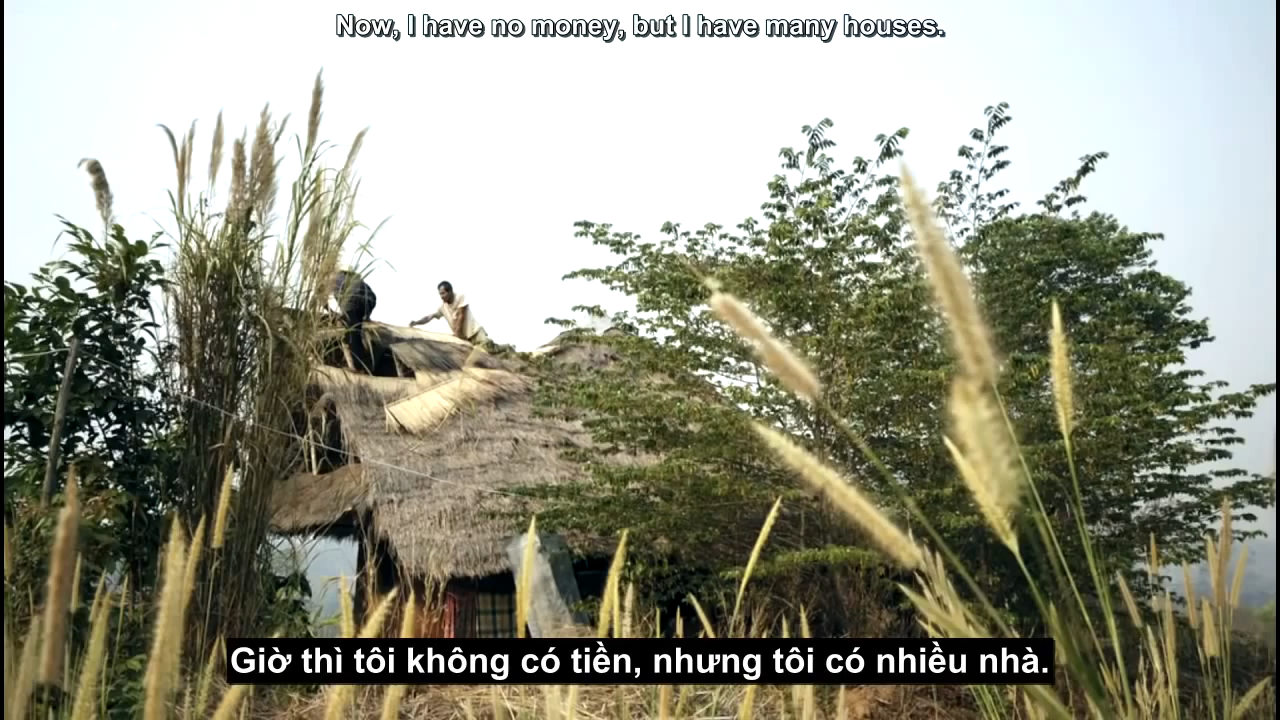 Now, I have no money, but I have many houses.
Giờ thì tôi không có tiền, nhưng tôi có nhiều nhà.